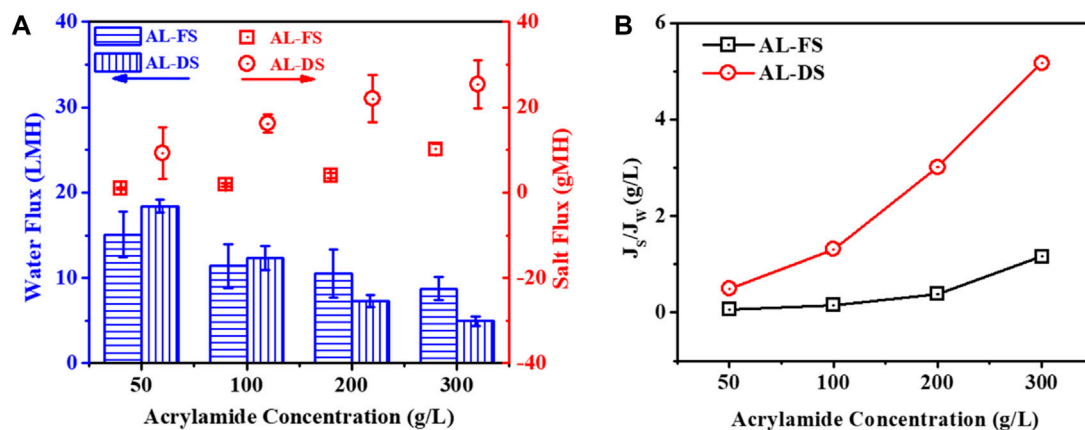 A
40
30
20
10
0
Water Flux (LMH)
AL-FS
AL-DS
AL-FS
AL-DS
40
20
0
-20
-40
Salt Flux (gMH)
50 100 200 300
Acrylamide Concentration (g/L)
B
6
3
0
J_S/J_W (g/L)
AL-FS
AL-DS
50 100 200 300
Acrylamide Concentration (g/L)